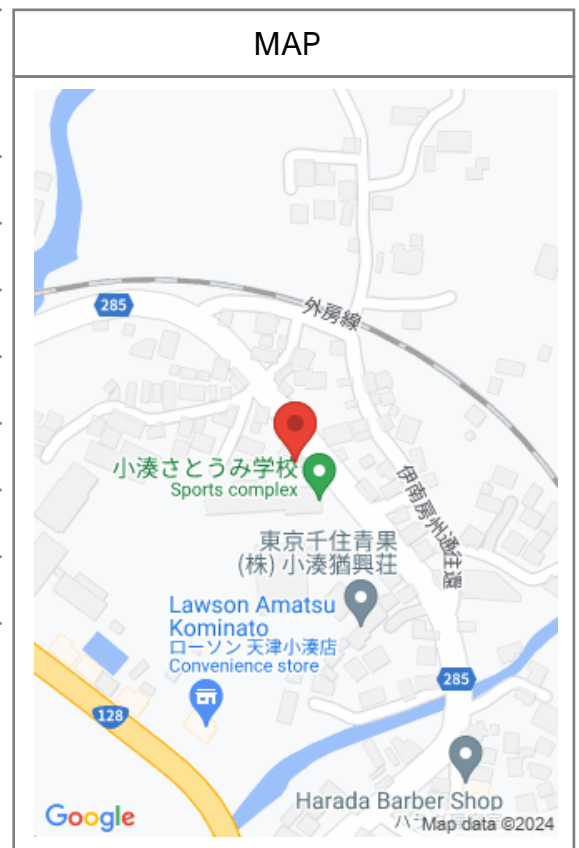 MAP
285
外房線
小湊さとうみ学校
Sports complex
伊南房州通往還
東京千住青果
(株) 小湊猶興荘
Lawson Amatsu
Kominato
ローソン 天津小湊店
Convenience store
285
128
Harada Barber Shop
Google
Map data ©2024